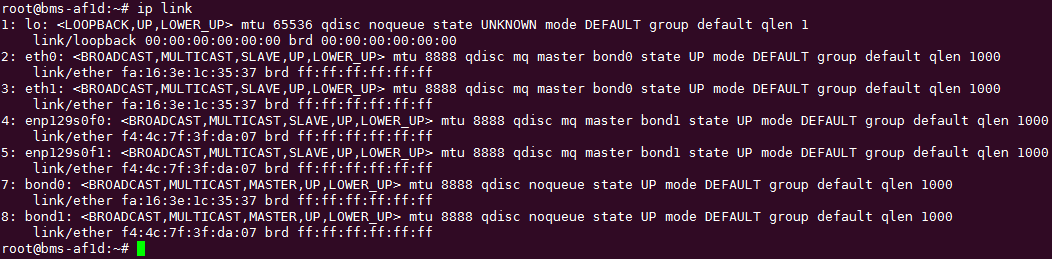 root@bms-af1d:~# ip link
1: lo: <LOOPBACK,UP,LOWER_UP> mtu 65536 qdisc noqueue state UNKNOWN mode DEFAULT group default qlen 1
    link/loopback 00:00:00:00:00:00 brd 00:00:00:00:00:00
2: eth0: <BROADCAST,MULTICAST,SLAVE,UP,LOWER_UP> mtu 8888 qdisc mq master bond0 state UP mode DEFAULT group default qlen 1000
    link/ether fa:16:3e:1c:35:37 brd ff:ff:ff:ff:ff:ff
3: eth1: <BROADCAST,MULTICAST,SLAVE,UP,LOWER_UP> mtu 8888 qdisc mq master bond0 state UP mode DEFAULT group default qlen 1000
    link/ether fa:16:3e:1c:35:37 brd ff:ff:ff:ff:ff:ff
4: enp129s0f0: <BROADCAST,MULTICAST,SLAVE,UP,LOWER_UP> mtu 8888 qdisc mq master bond1 state UP mode DEFAULT group default qlen 1000
    link/ether f4:4c:7f:3f:da:07 brd ff:ff:ff:ff:ff:ff
5: enp129s0f1: <BROADCAST,MULTICAST,SLAVE,UP,LOWER_UP> mtu 8888 qdisc mq master bond1 state UP mode DEFAULT group default qlen 1000
    link/ether f4:4c:7f:3f:da:07 brd ff:ff:ff:ff:ff:ff
7: bond0: <BROADCAST,MULTICAST,MASTER,UP,LOWER_UP> mtu 8888 qdisc noqueue state UP mode DEFAULT group default qlen 1000
    link/ether fa:16:3e:1c:35:37 brd ff:ff:ff:ff:ff:ff
8: bond1: <BROADCAST,MULTICAST,MASTER,UP,LOWER_UP> mtu 8888 qdisc noqueue state UP mode DEFAULT group default qlen 1000
    link/ether f4:4c:7f:3f:da:07 brd ff:ff:ff:ff:ff:ff
root@bms-af1d:~#